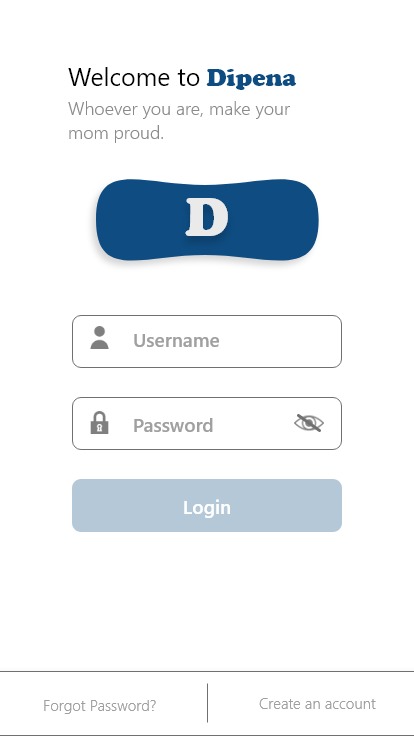 Welcome to Dipena
Whoever you are, make your
mom proud.
D
Username
Password
Login
Forgot Password?
Create an account